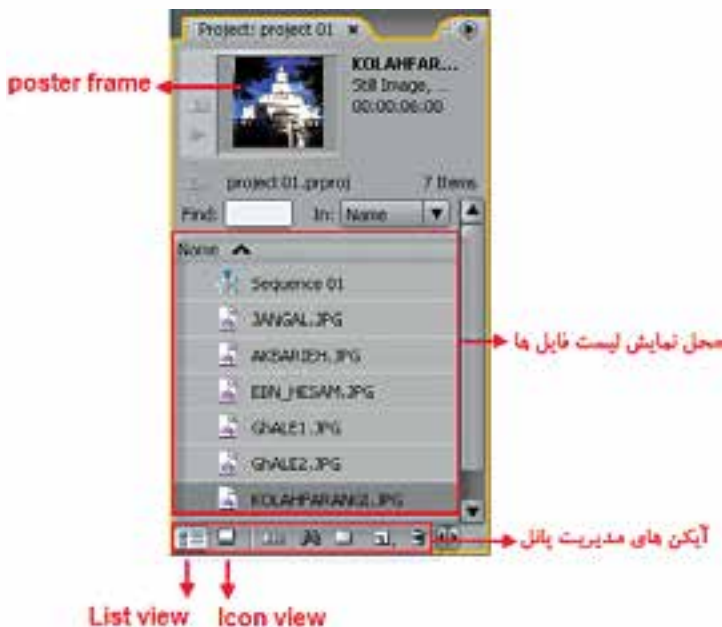 Project: project 01 ×
KOLAHFAR...
poster frame
Still Image, ...
00:00:06:00
project 01.prproj 7 Items
Find: In: Name
Name
Sequence 01
JANGAL.JPG
محل نمایش لیست فایل ها
AKBARIEH.JPG
EBN_HESAM.JPG
GhALE1.JPG
GhALE2.JPG
KOLAHFARANGI.JPG
آیکن های مدیریت پانل
List view Icon view